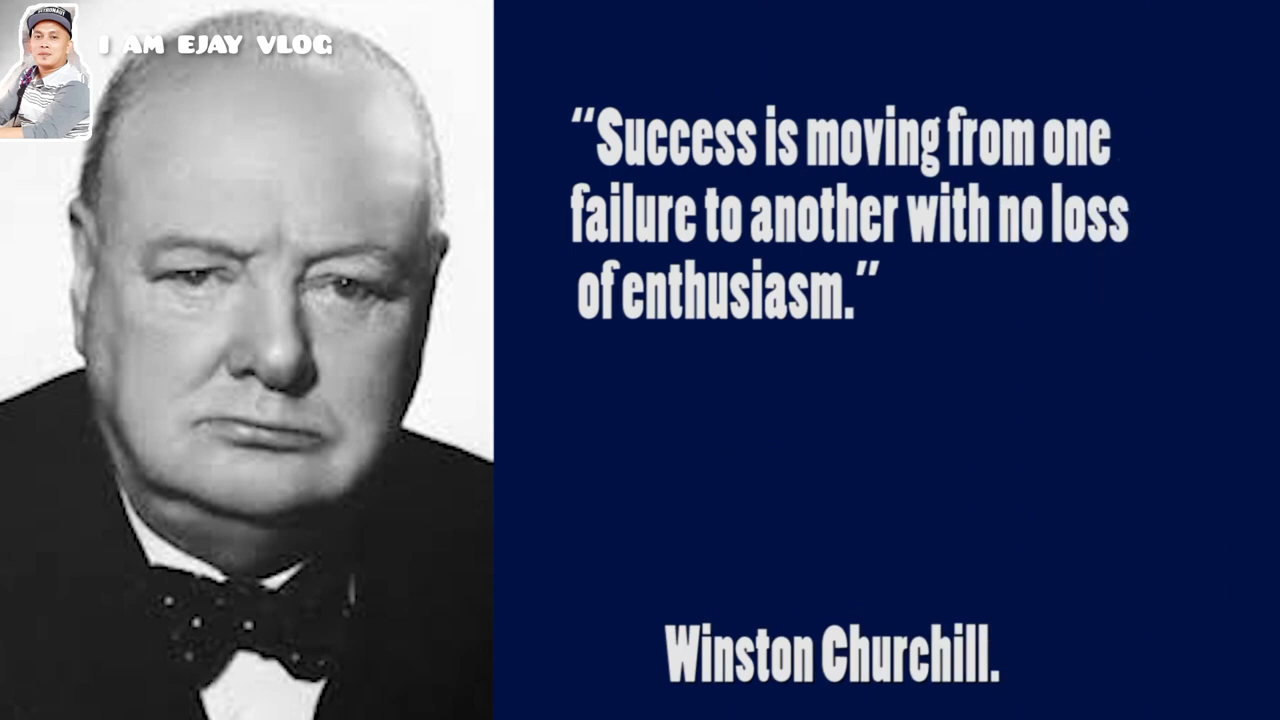 I AM EJAY VLOG
“Success is moving from one
failure to another with no loss
of enthusiasm.”
Winston Churchill.